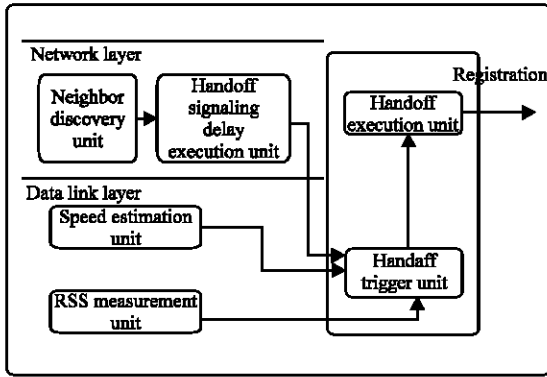 Network layer
Neighbor
discovery
unit
Handoff
signaling
delay
execution unit
Handoff
execution unit
Registration
Data link layer
Speed estimation
unit
Handaff
trigger unit
RSS measurement
unit